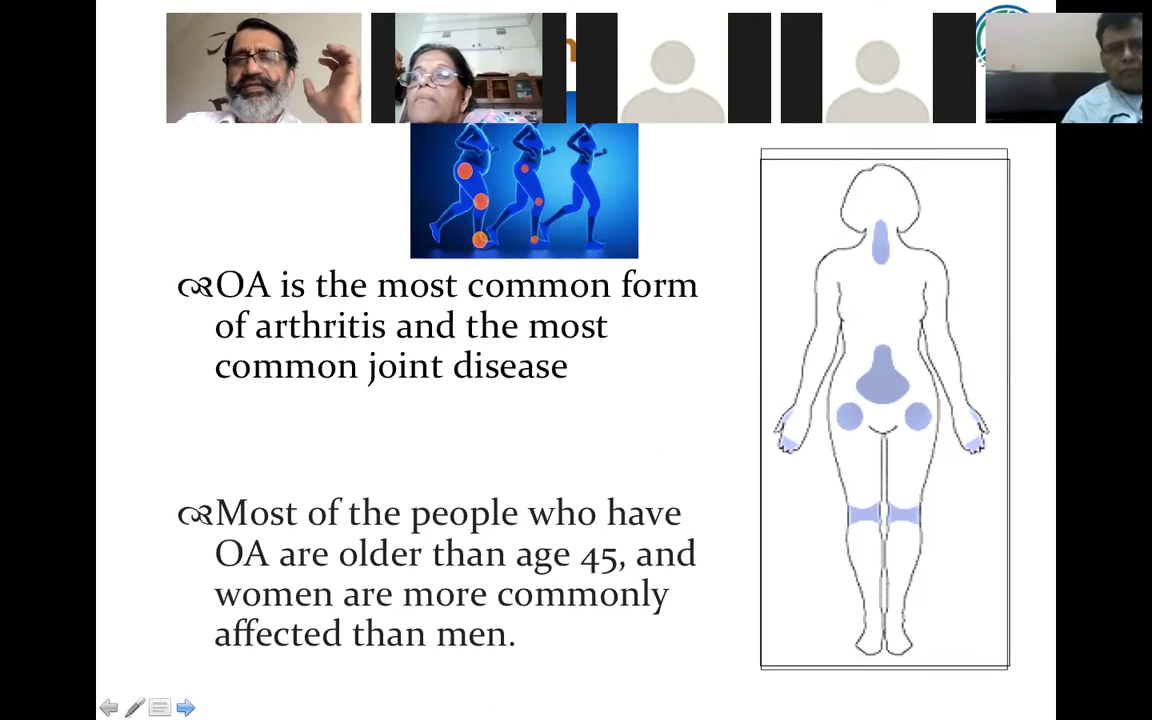 OA is the most common form
of arthritis and the most
common joint disease
Most of the people who have
OA are older than age 45, and
women are more commonly
affected than men.